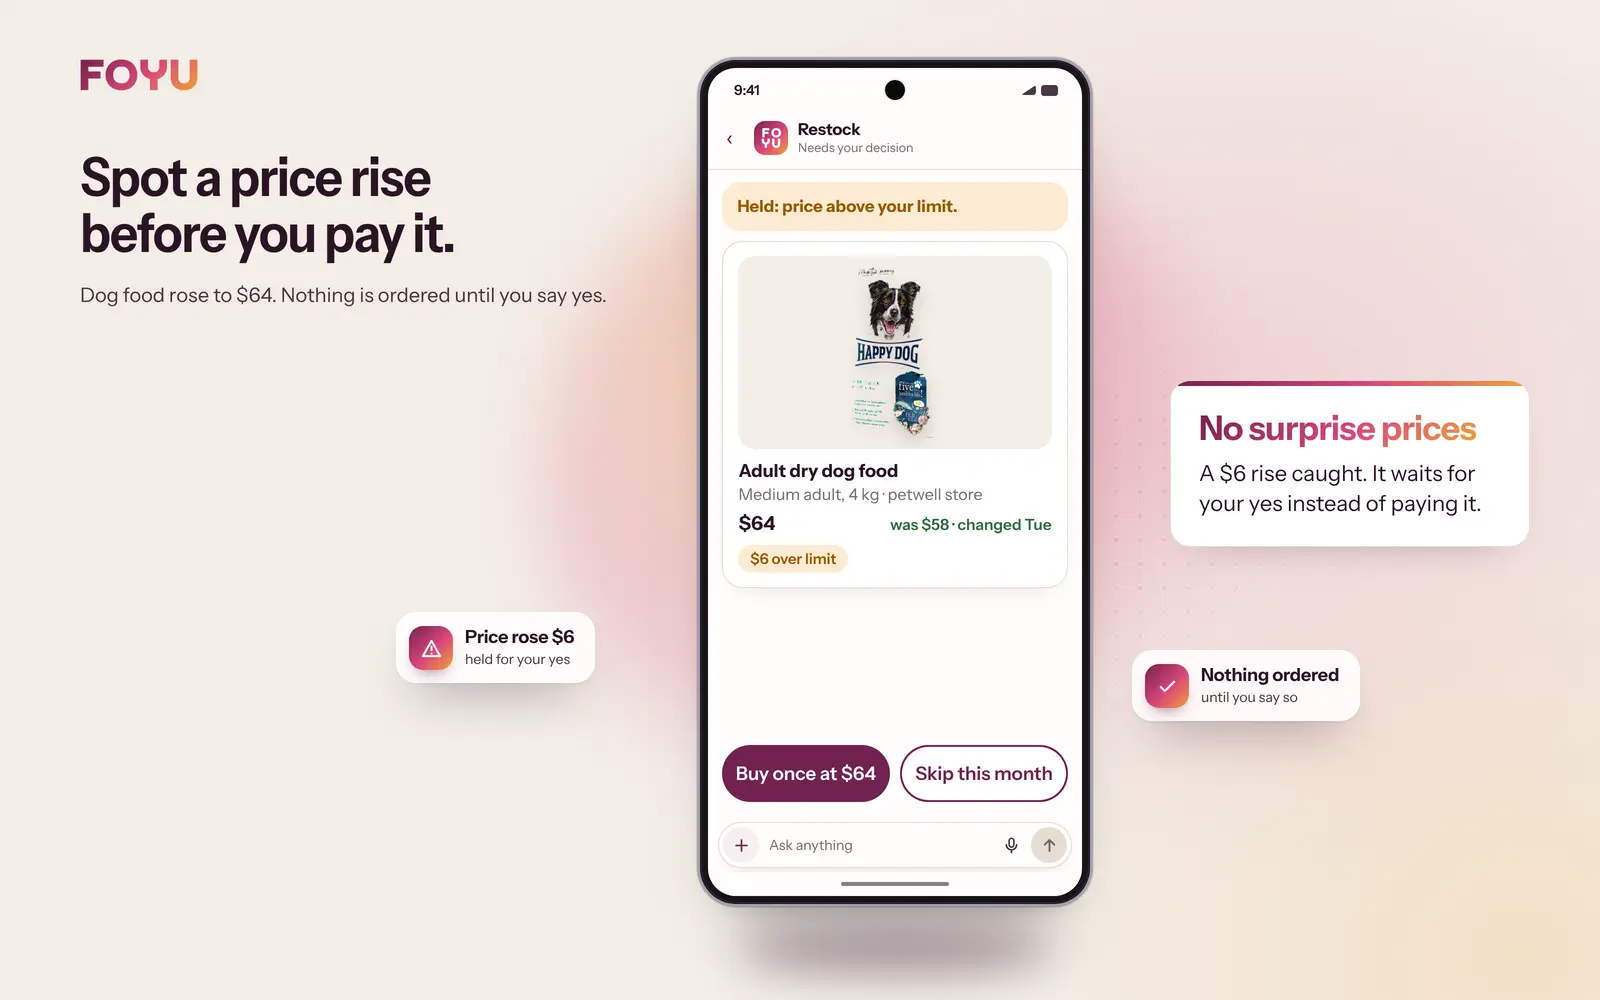 FOYU
Spot a price rise
before you pay it.
Dog food rose to $64. Nothing is ordered until you say yes.
9:41
FO
YU
Restock
Needs your decision
Held: price above your limit.
HAPPY DOG
five
Adult dry dog food
Medium adult, 4 kg · petwell store
$64
was $58 · changed Tue
$6 over limit
Buy once at $64
Skip this month
Ask anything
No surprise prices
A $6 rise caught. It waits for
your yes instead of paying it.
Price rose $6
held for your yes
Nothing ordered
until you say so